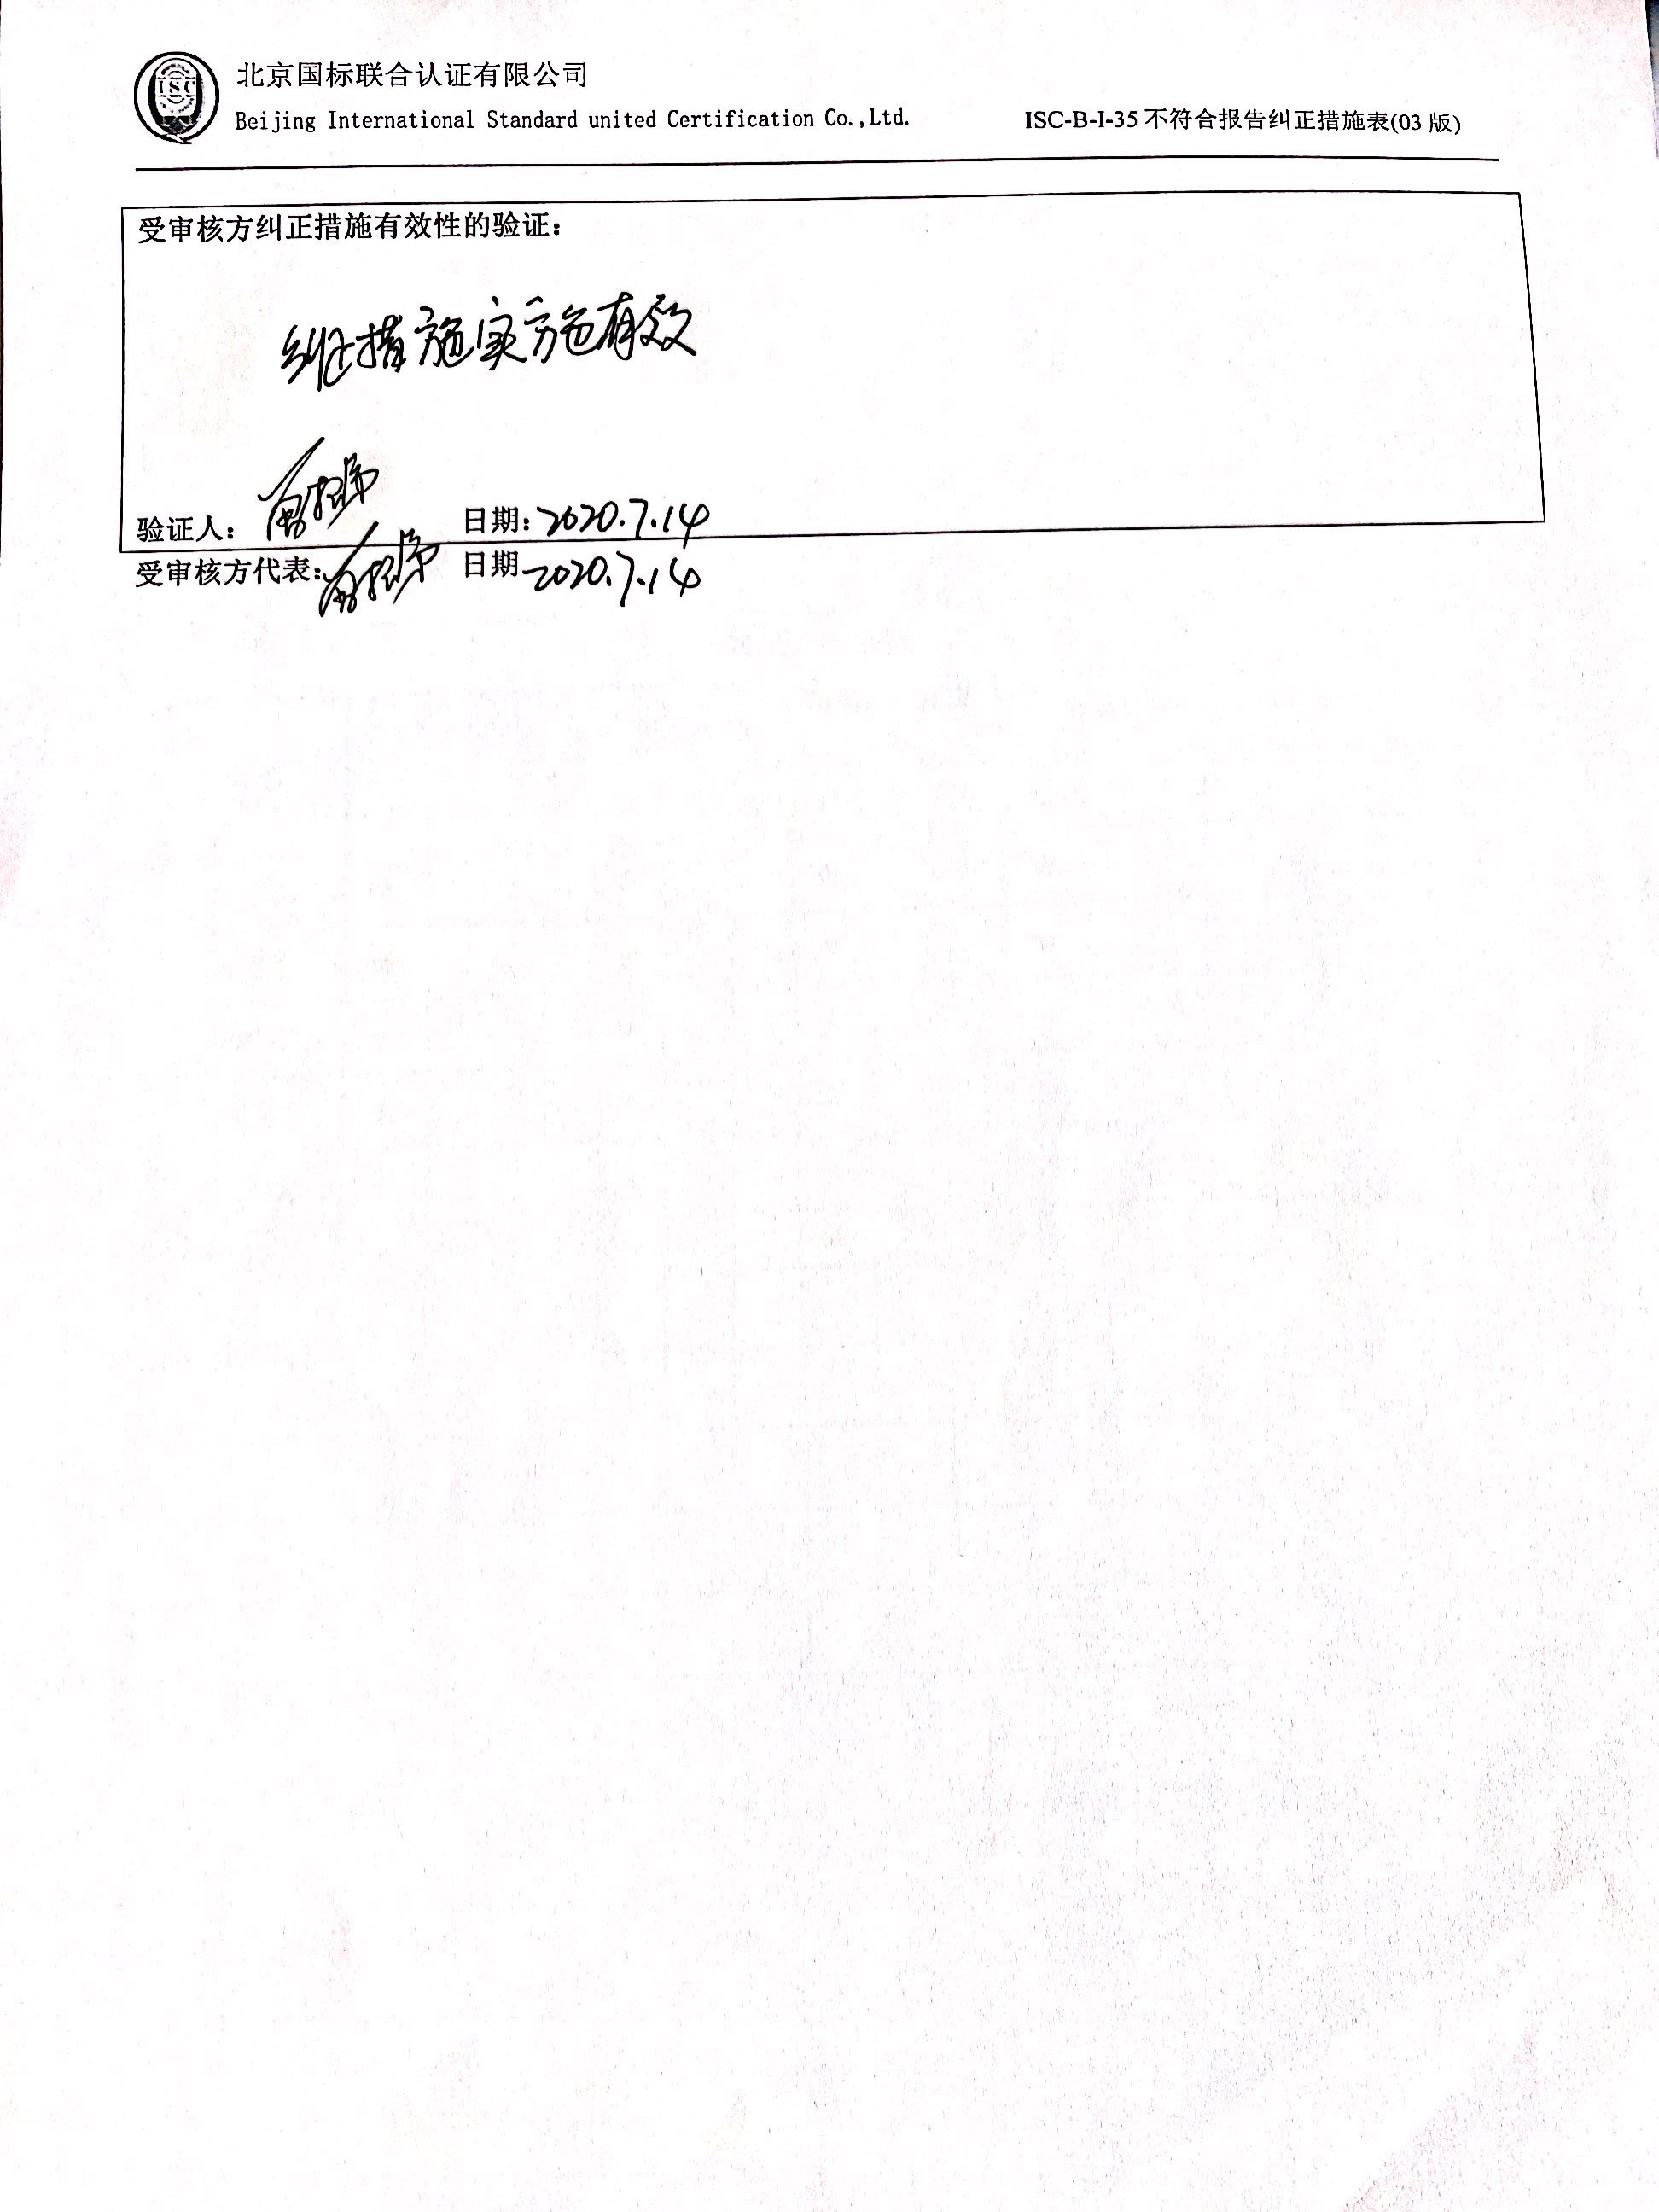 ISC
北京国标联合认证有限公司
Beijing International Standard united Certification Co.,Ltd.
ISC-B-I-35 不符合报告纠正措施表(03 版)
受审核方纠正措施有效性的验证：
纠正措施实施有效
验证人：
日期：2020.7.14
受审核方代表：
日期 2020.7.14